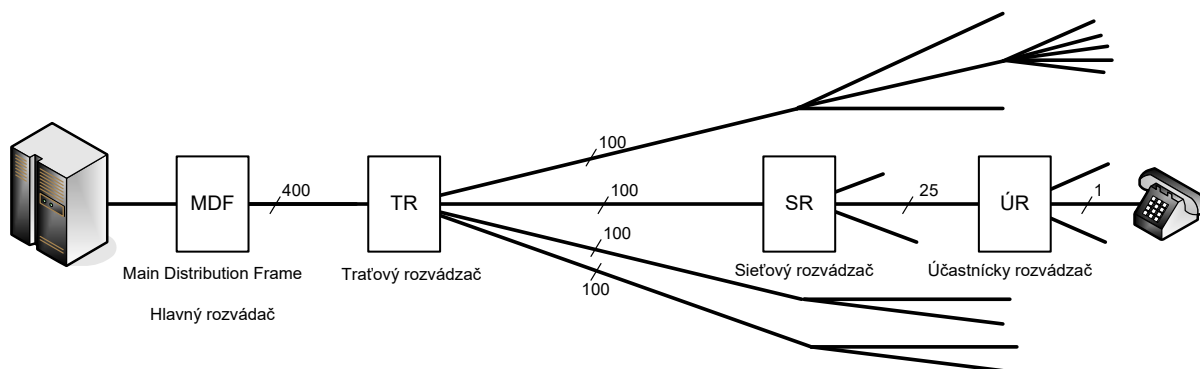 100
MDF
400
TR
100
SR
25
ÚR
1
100
100
Main Distribution Frame
Hlavný rozvádač
Traťový rozvádzač
Sieťový rozvádzač
Účastnícky rozvádzač